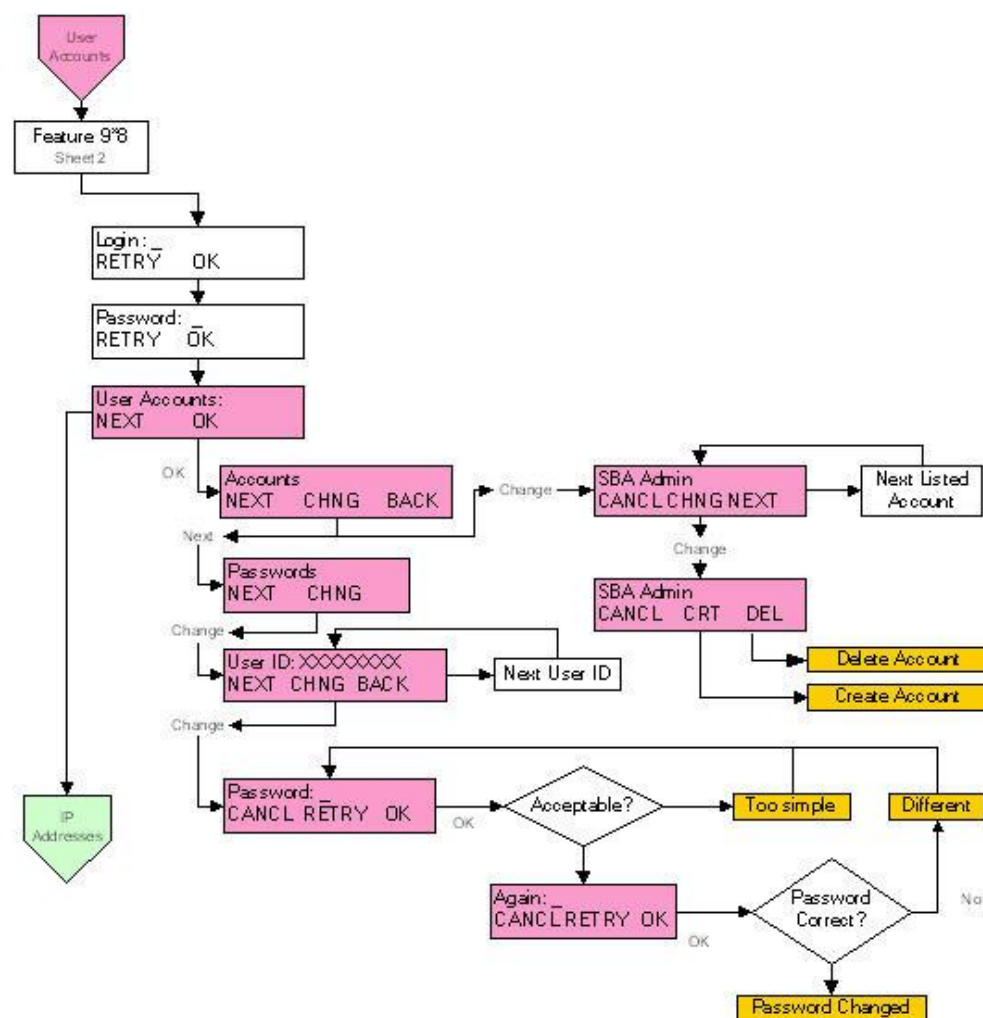 User
Accounts
Feature 9*8
Sheet 2
Login: _
RETRY OK
Password: _
RETRY OK
User Accounts:
NEXT OK
OK
Accounts
NEXT CHNG BACK
Change
SBA Admin
CANCL CHNG NEXT
Next Listed
Account
Next
Change
Passwords
NEXT CHNG
SBA Admin
CANCL CRT DEL
Change
User ID: XXXXXXXX
NEXT CHNG BACK
Next User ID
Delete Account
Create Account
Change
Password: _
CANCL RETRY OK
OK
Acceptable?
Too simple
Different
IP
Addresses
Again: _
CANCL RETRY OK
OK
Password
Correct?
No
Password Changed